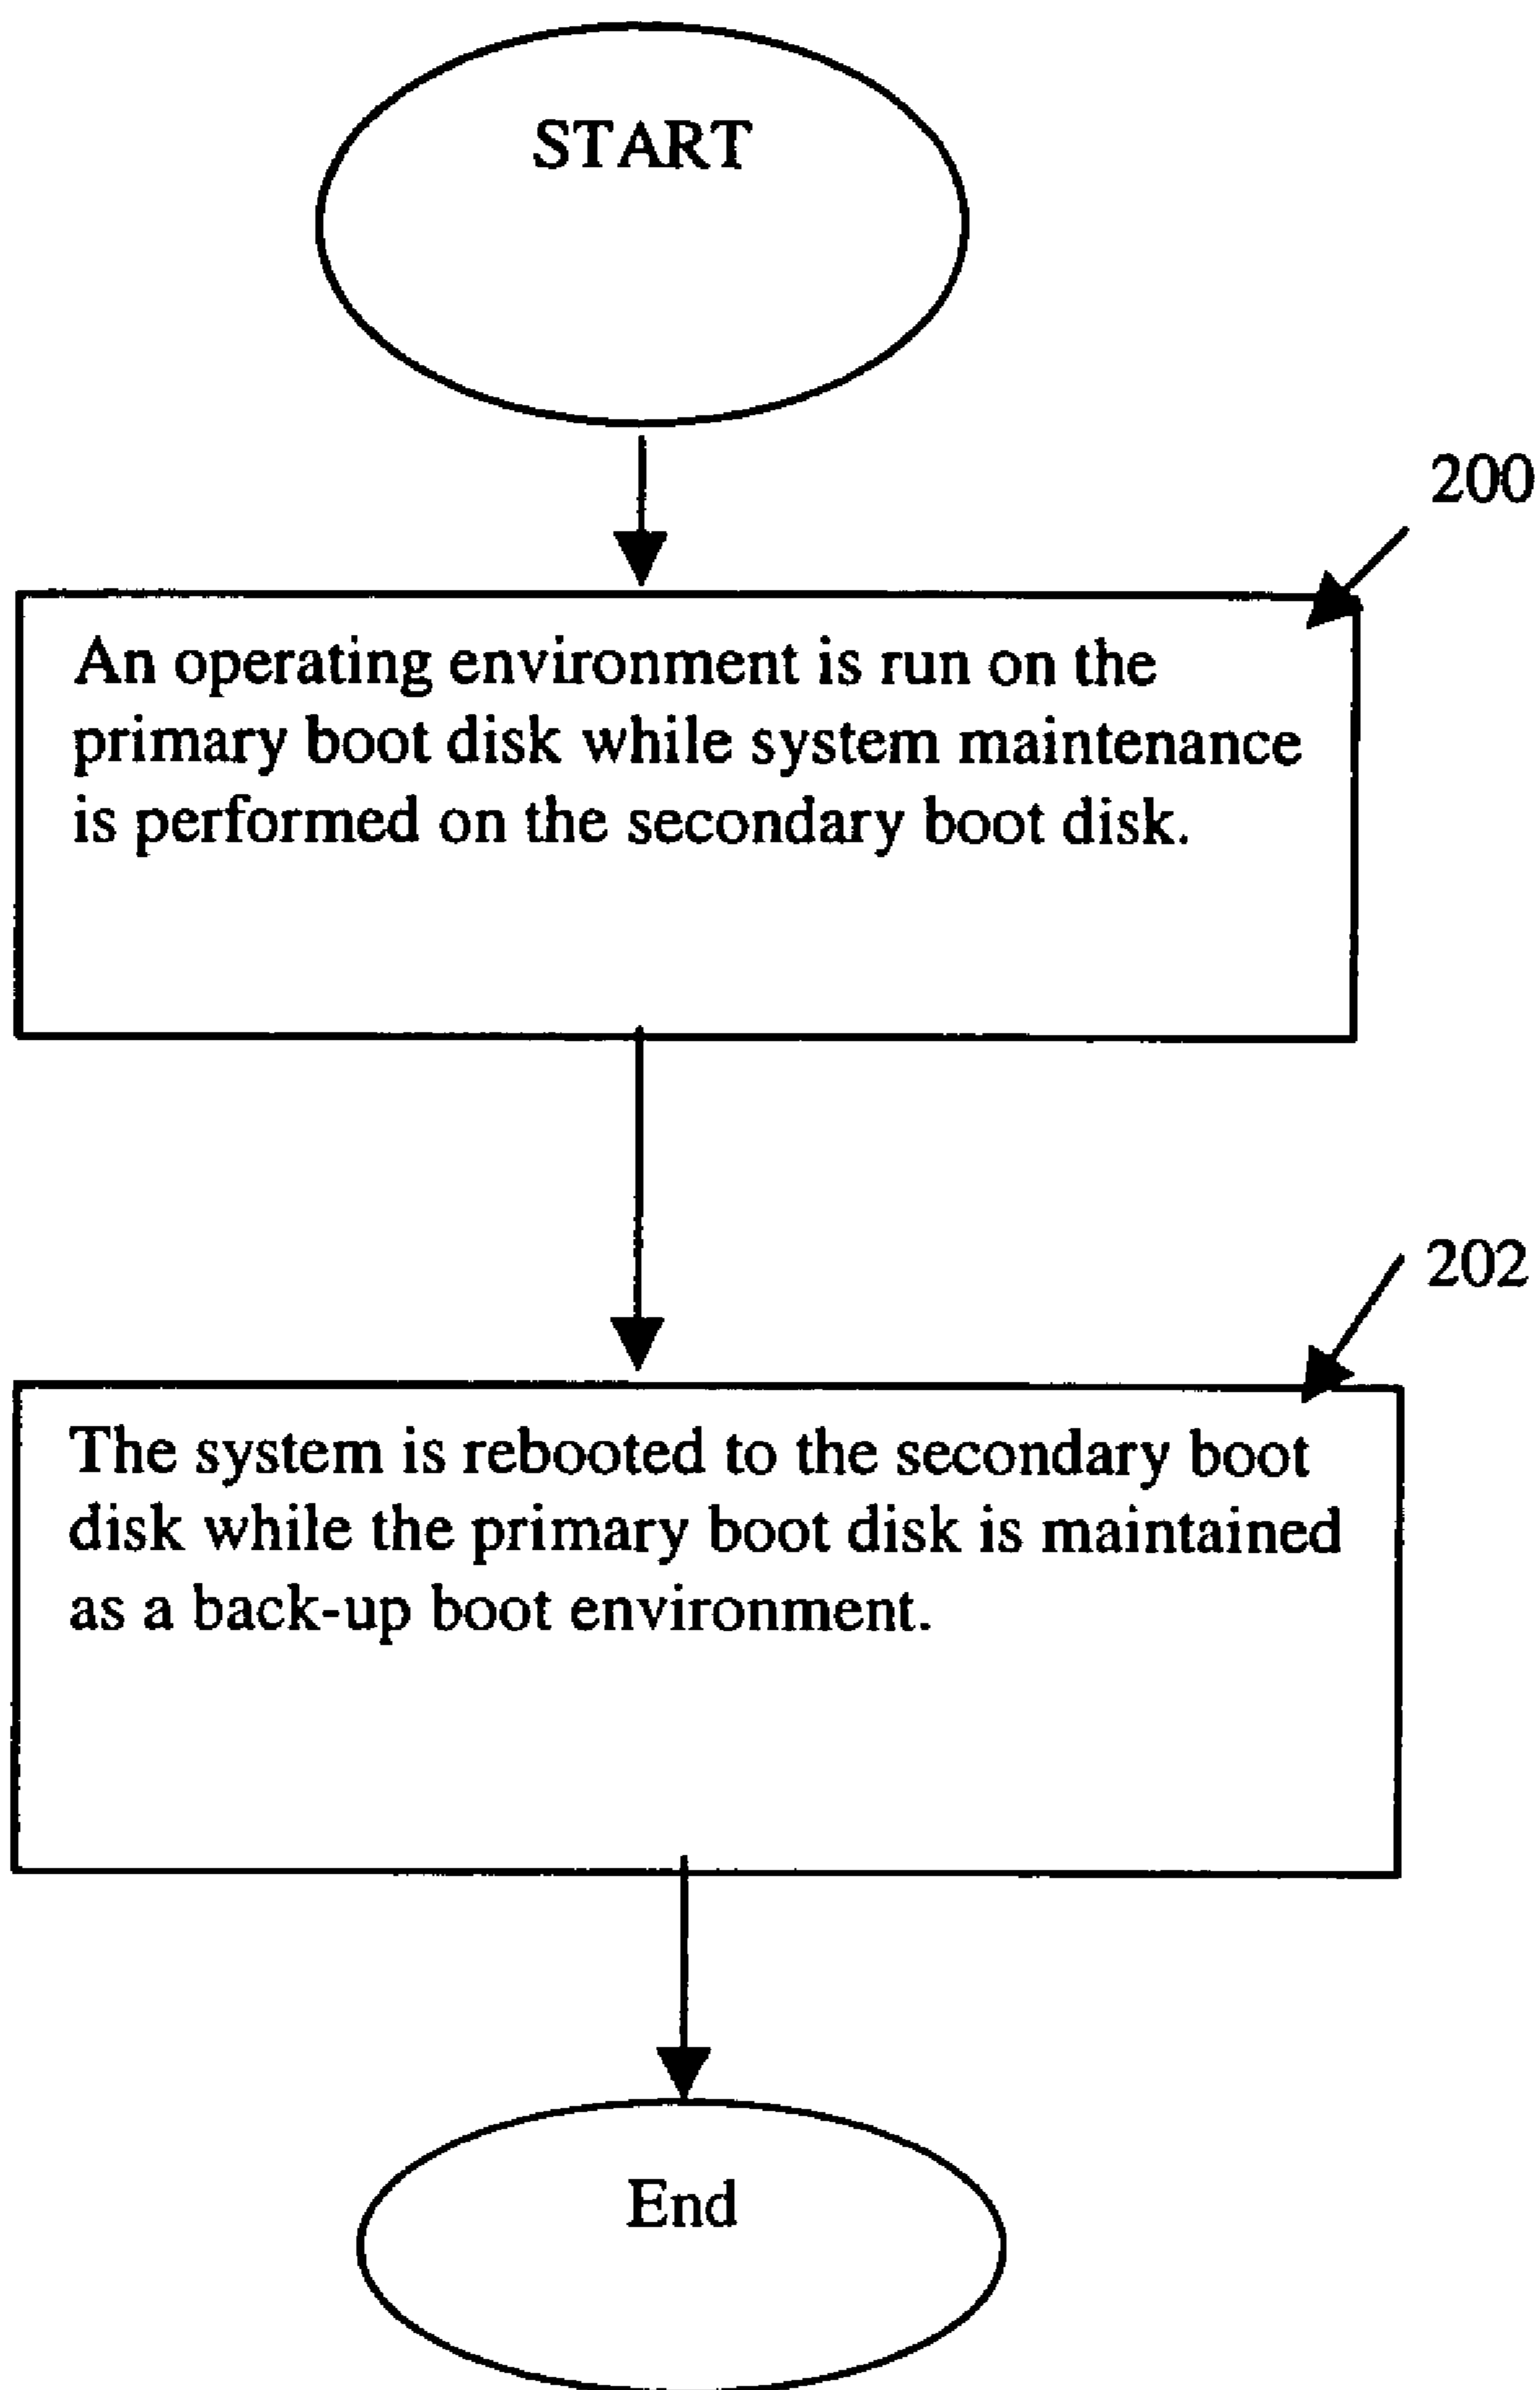 START
200
An operating environment is run on the
primary boot disk while system maintenance
is performed on the secondary boot disk.
202
The system is rebooted to the secondary boot
disk while the primary boot disk is maintained
as a back-up boot environment.
End